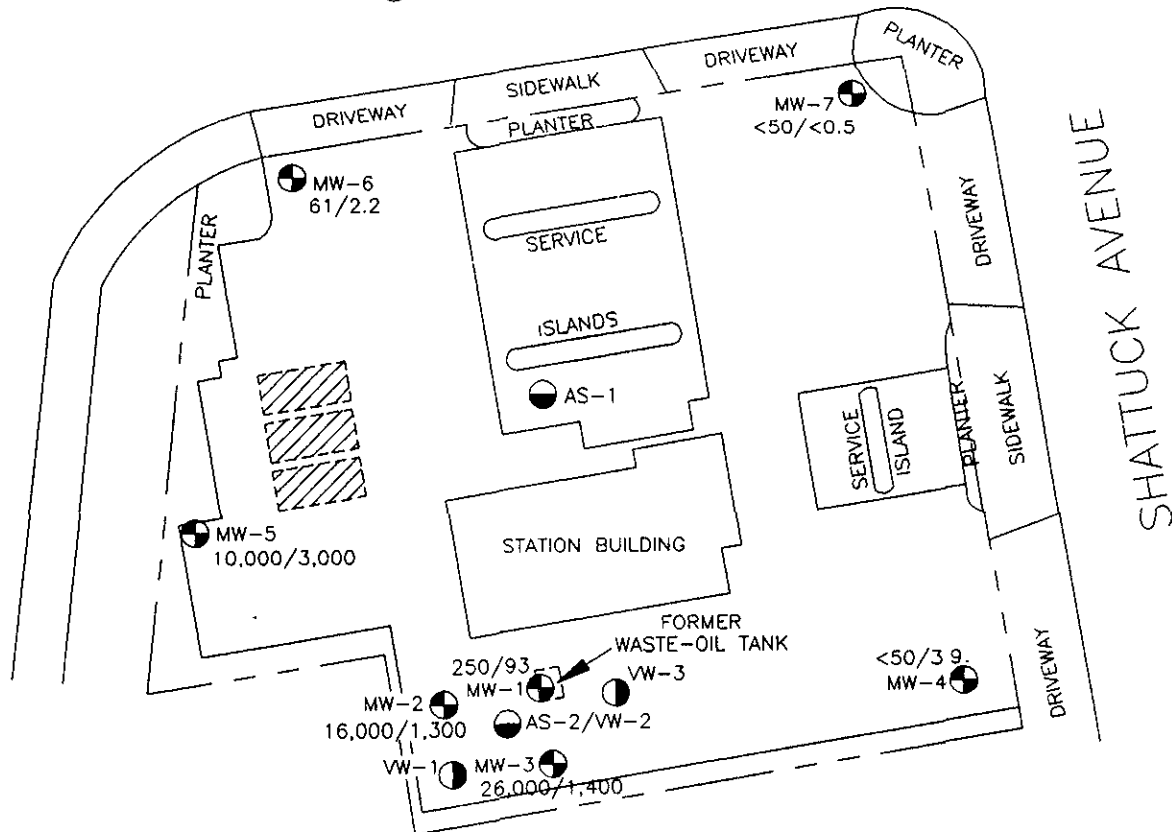 DRIVEWAY
SIDEWALK
DRIVEWAY
PLANTER
PLANTER
MW-7
<50/<0.5
MW-6
61/2.2
PLANTER
SERVICE
ISLANDS
AS-1
DRIVEWAY
SHATTUCK AVENUE
SERVICE
ISLAND
PLANTER
SIDEWALK
MW-5
10,000/3,000
STATION BUILDING
FORMER
WASTE-OIL TANK
250/93
MW-1
VW-3
<50/3 9.
MW-4
DRIVEWAY
MW-2
16,000/1,300
AS-2/VW-2
VW-1
MW-3
26,000/1,400